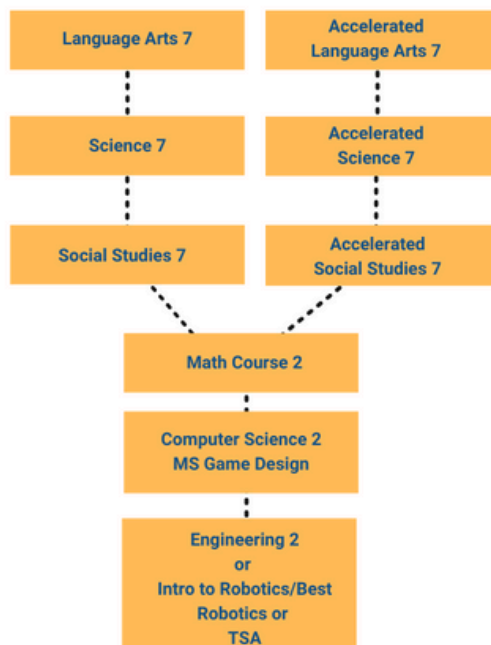 Language Arts 7
Accelerated
Language Arts 7
Science 7
Accelerated
Science 7
Social Studies 7
Accelerated
Social Studies 7
Math Course 2
Computer Science 2
MS Game Design
Engineering 2
or
Intro to Robotics/Best
Robotics or
TSA